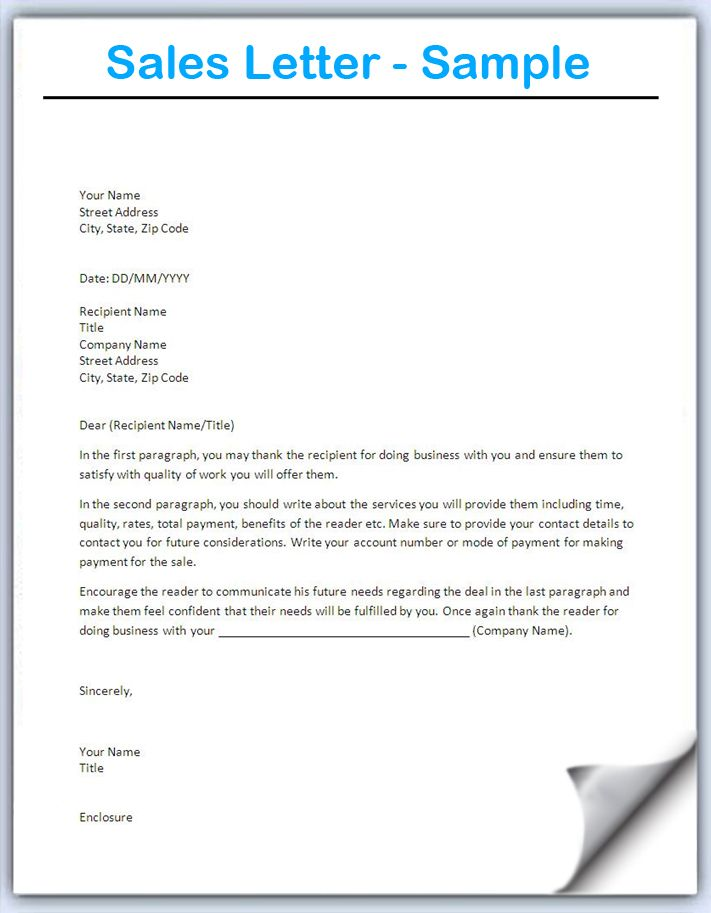 Sales Letter - Sample
Your Name
Street Address
City, State, Zip Code
Date: DD/MM/YYYY
Recipient Name
Title
Company Name
Street Address
City, State, Zip Code
Dear (Recipient Name/Title)
In the first paragraph, you may thank the recipient for doing business with you and ensure them to
satisfy with quality of work you will offer them.
In the second paragraph, you should write about the services you will provide them including time,
quality, rates, total payment, benefits of the reader etc. Make sure to provide your contact details to
contact you for future considerations. Write your account number or mode of payment for making
payment for the sale.
Encourage the reader to communicate his future needs regarding the deal in the last paragraph and
make them feel confident that their needs will be fulfilled by you. Once again thank the reader for
doing business with your ______________________________________ (Company Name).
Sincerely,
Your Name
Title
Enclosure